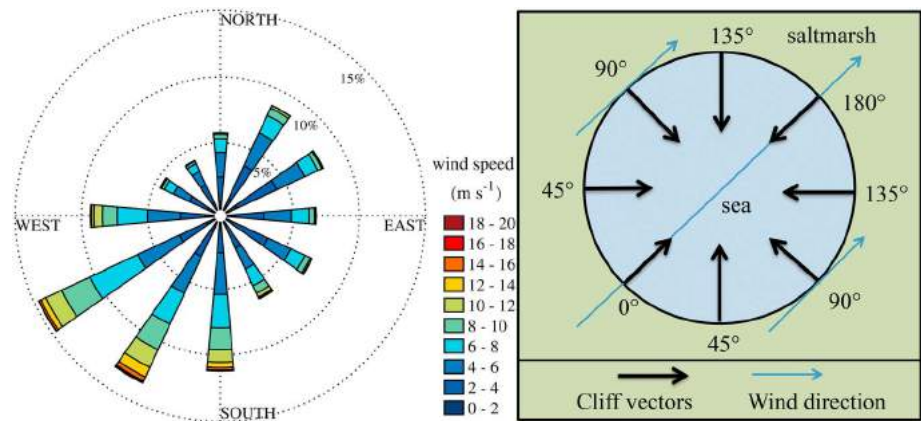 NORTH
15%
10%
5%
WEST
EAST
SOUTH
wind speed
(m s⁻¹)
18 - 20
16 - 18
14 - 16
12 - 14
10 - 12
8 - 10
6 - 8
4 - 6
2 - 4
0 - 2
135°
saltmarsh
90°
180°
45°
135°
sea
0°
90°
45°
Cliff vectors
Wind direction